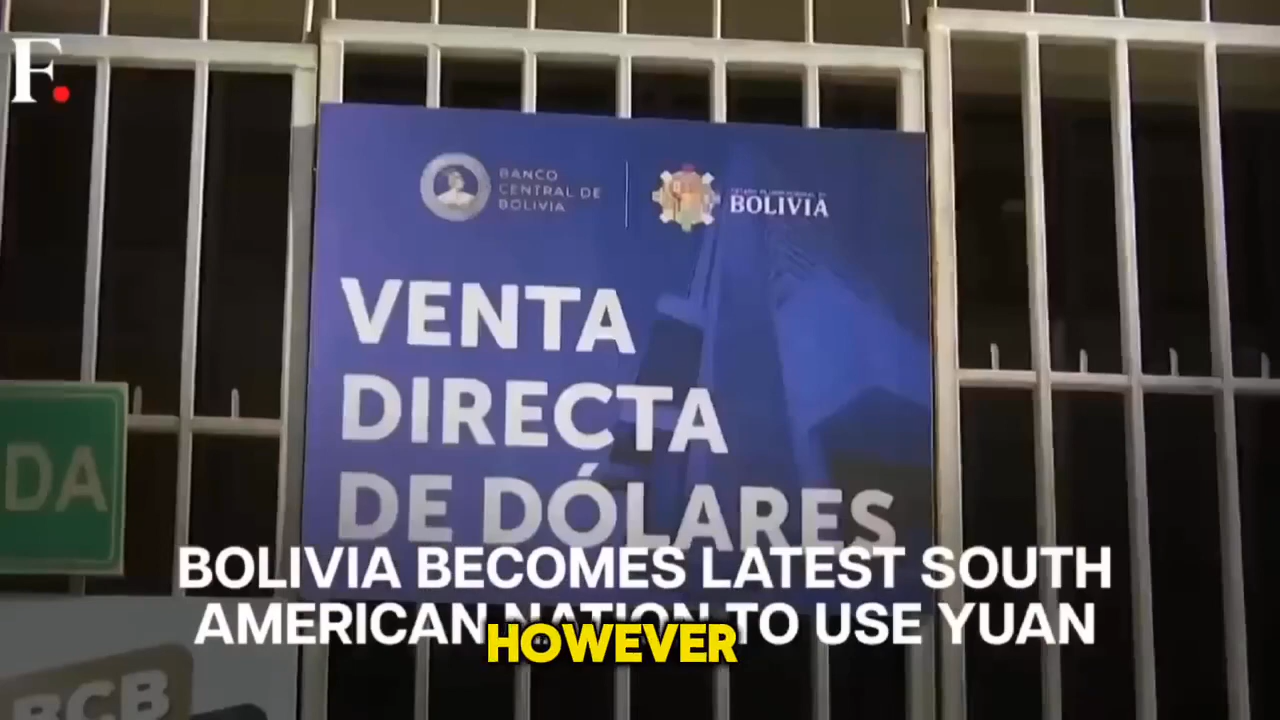 F.
BANCO
CENTRAL DE
BOLIVIA
BOLIVIA
VENTA
DIRECTA
DE DÓLARES
DA
BOLIVIA BECOMES LATEST SOUTH
AMERICAN NATION TO USE YUAN
HOWEVER
BCB